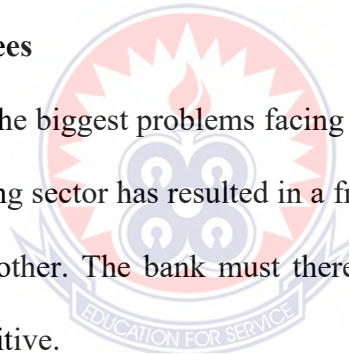 ees
he biggest problems facing
ng sector has resulted in a fr
other. The bank must there
itive.
EDUCATION FOR SERVICE